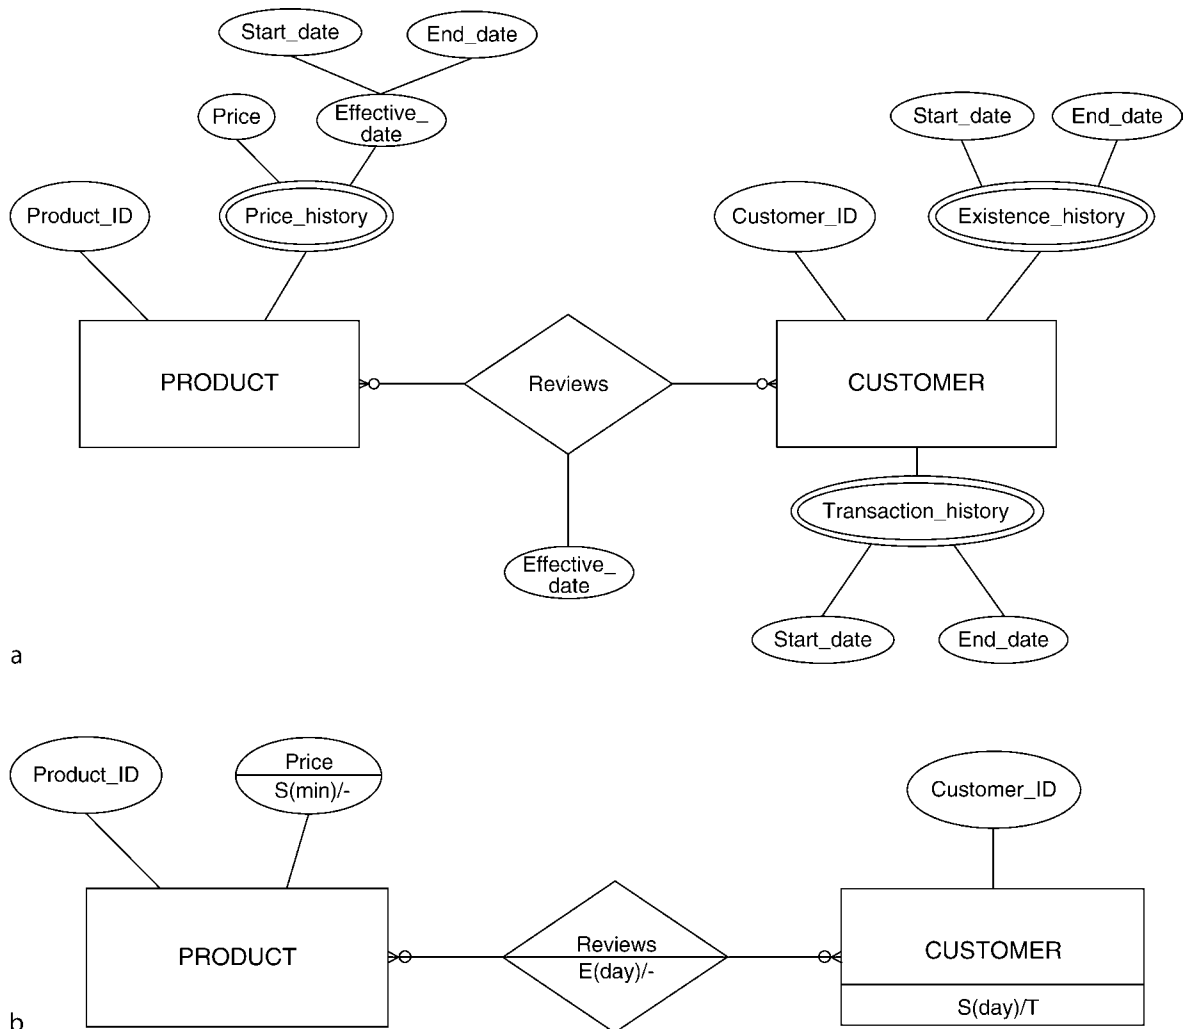 Start_date
End_date
Price
Effective_
date
Start_date
End_date
Product_ID
Price_history
Customer_ID
Existence_history
PRODUCT
Reviews
CUSTOMER
Transaction_history
Effective_
date
Start_date
End_date
a
Product_ID
Price
S(min)/-
Customer_ID
PRODUCT
Reviews
E(day)/-
CUSTOMER
S(day)/T
b